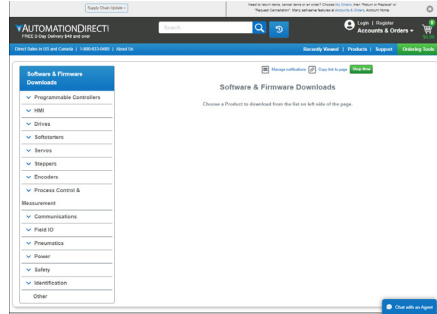 Supply Chain Update -
Need to return items, cancel items or an order? Choose My Orders, then "Return or Replace" or
"Request Cancellation". Many self-serve features at Accounts & Orders, Account Home
AUTOMATIONDIRECT
FREE 2-Day Delivery $49 and over
Search...
Login | Register
Accounts & Orders
0
$0.00
Direct Sales in US and Canada | 1-800-633-0405 | About Us
Recently Viewed | Products | Support
Ordering Tools
Software & Firmware
Downloads
Programmable Controllers
HMI
Drives
Softstarters
Servos
Steppers
Encoders
Process Control &
Measurement
Communications
Field IO
Pneumatics
Power
Safety
Identification
Other
Manage notifications
Copy link to page
Shop Now
Software & Firmware Downloads
Choose a Product to download from the list on left side of the page.
Chat with an Agent